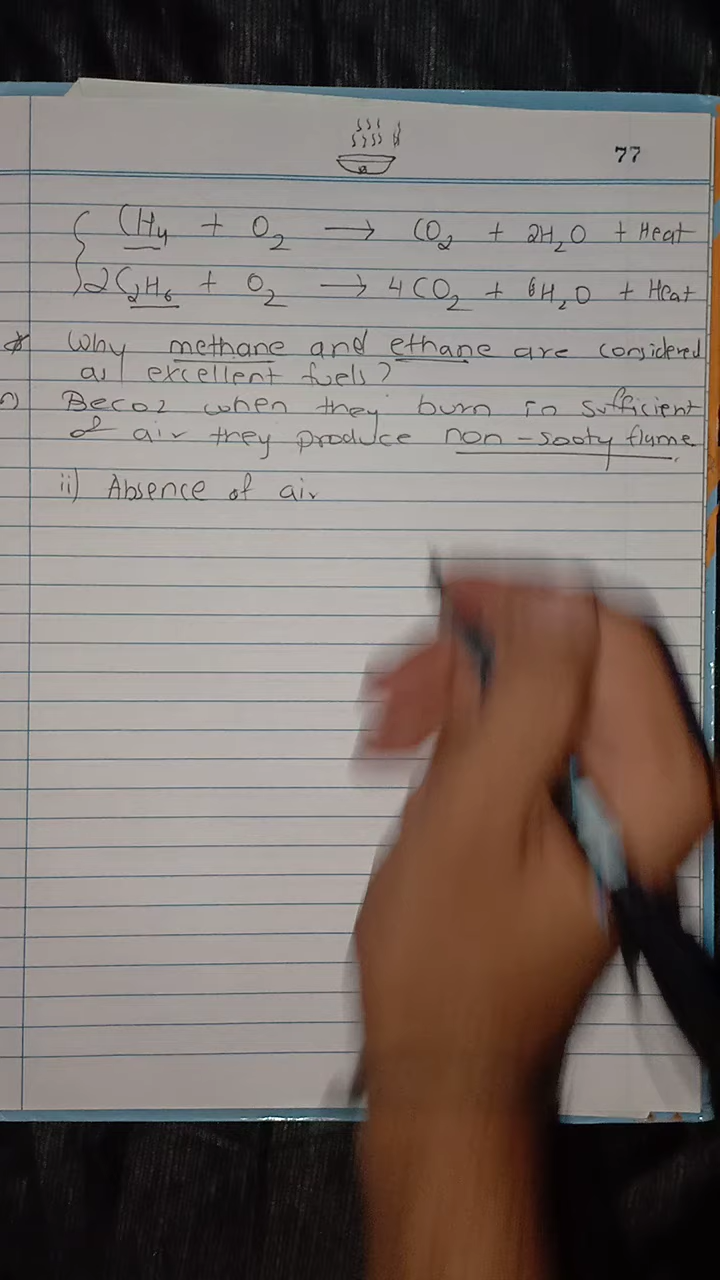 77
CH₄ + O₂ → CO₂ + 2H₂O + Heat
2C₂H₆ + O₂ → 4CO₂ + 6H₂O + Heat
* Why methane and ethane are considered
as excellent fuels?
Becoz when they burn in sufficient
of air they produce non-sooty flame.
ii) Absence of air